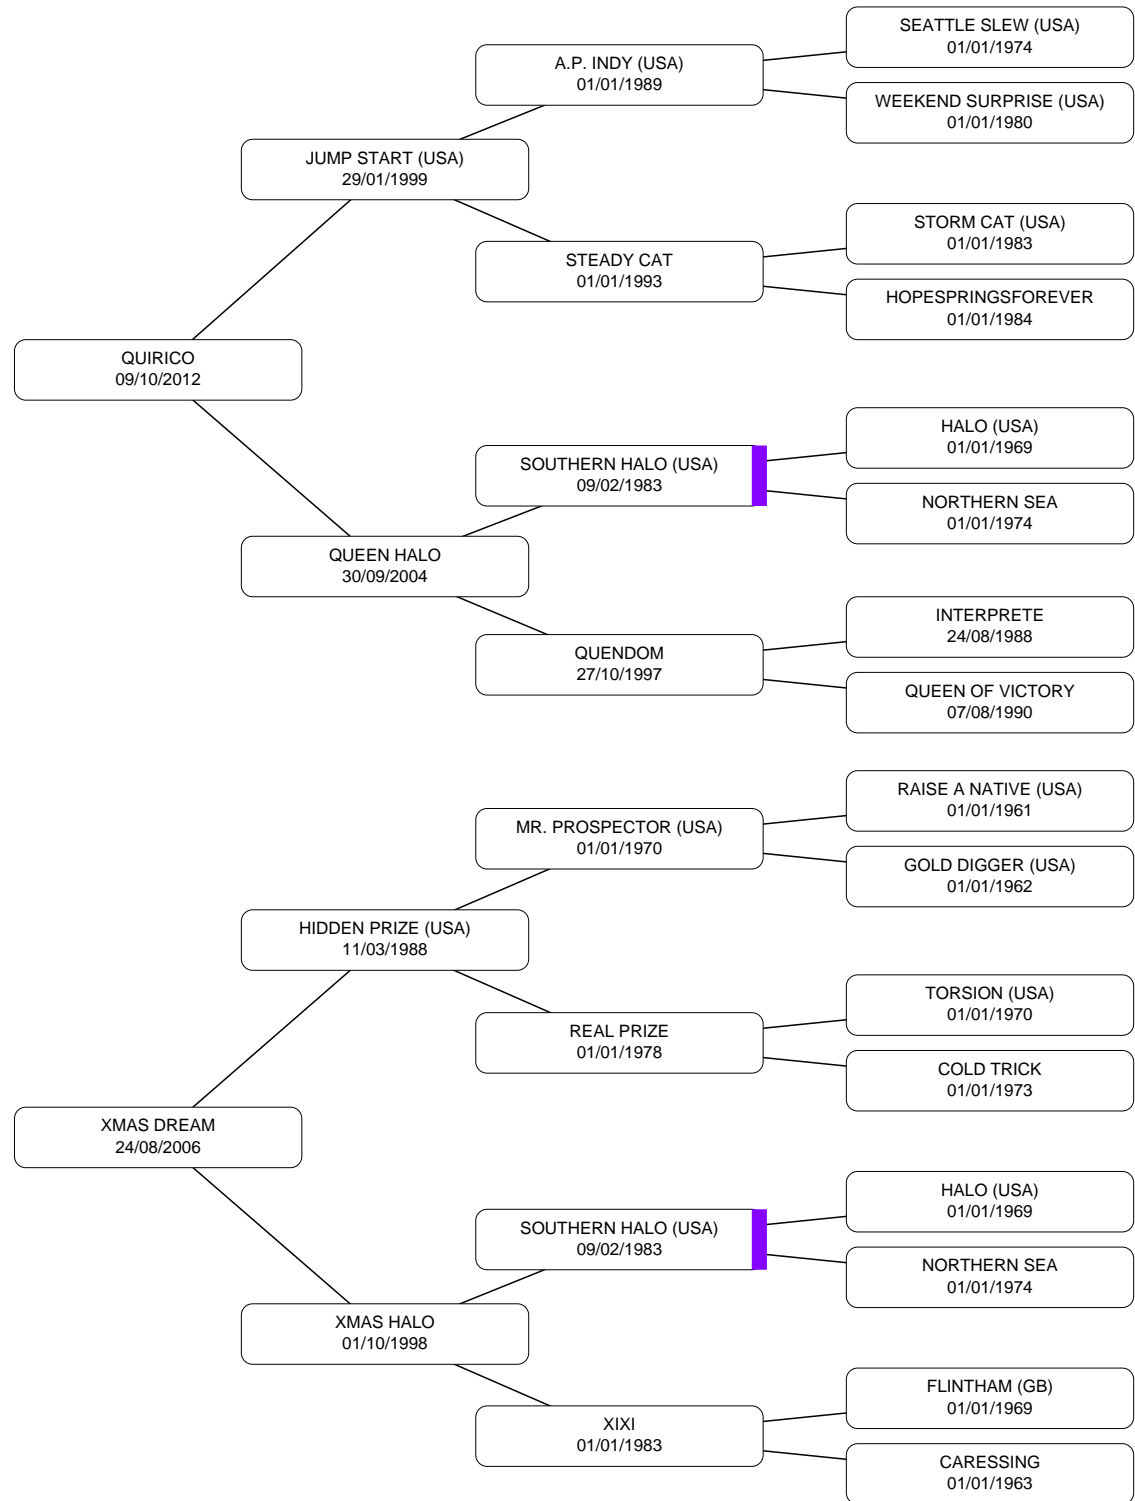 SEATTLE SLEW (USA)
01/01/1974
A.P. INDY (USA)
01/01/1989
WEEKEND SURPRISE (USA)
01/01/1980
JUMP START (USA)
29/01/1999
STORM CAT (USA)
01/01/1983
STEADY CAT
01/01/1993
HOPESPRINGSFOREVER
01/01/1984
QUIRICO
09/10/2012
HALO (USA)
01/01/1969
SOUTHERN HALO (USA)
09/02/1983
NORTHERN SEA
01/01/1974
QUEEN HALO
30/09/2004
INTERPRETE
24/08/1988
QUENDOM
27/10/1997
QUEEN OF VICTORY
07/08/1990
RAISE A NATIVE (USA)
01/01/1961
MR. PROSPECTOR (USA)
01/01/1970
GOLD DIGGER (USA)
01/01/1962
HIDDEN PRIZE (USA)
11/03/1988
TORSION (USA)
01/01/1970
REAL PRIZE
01/01/1978
COLD TRICK
01/01/1973
XMAS DREAM
24/08/2006
HALO (USA)
01/01/1969
SOUTHERN HALO (USA)
09/02/1983
NORTHERN SEA
01/01/1974
XMAS HALO
01/10/1998
FLINTHAM (GB)
01/01/1969
XIXI
01/01/1983
CARESSING
01/01/1963